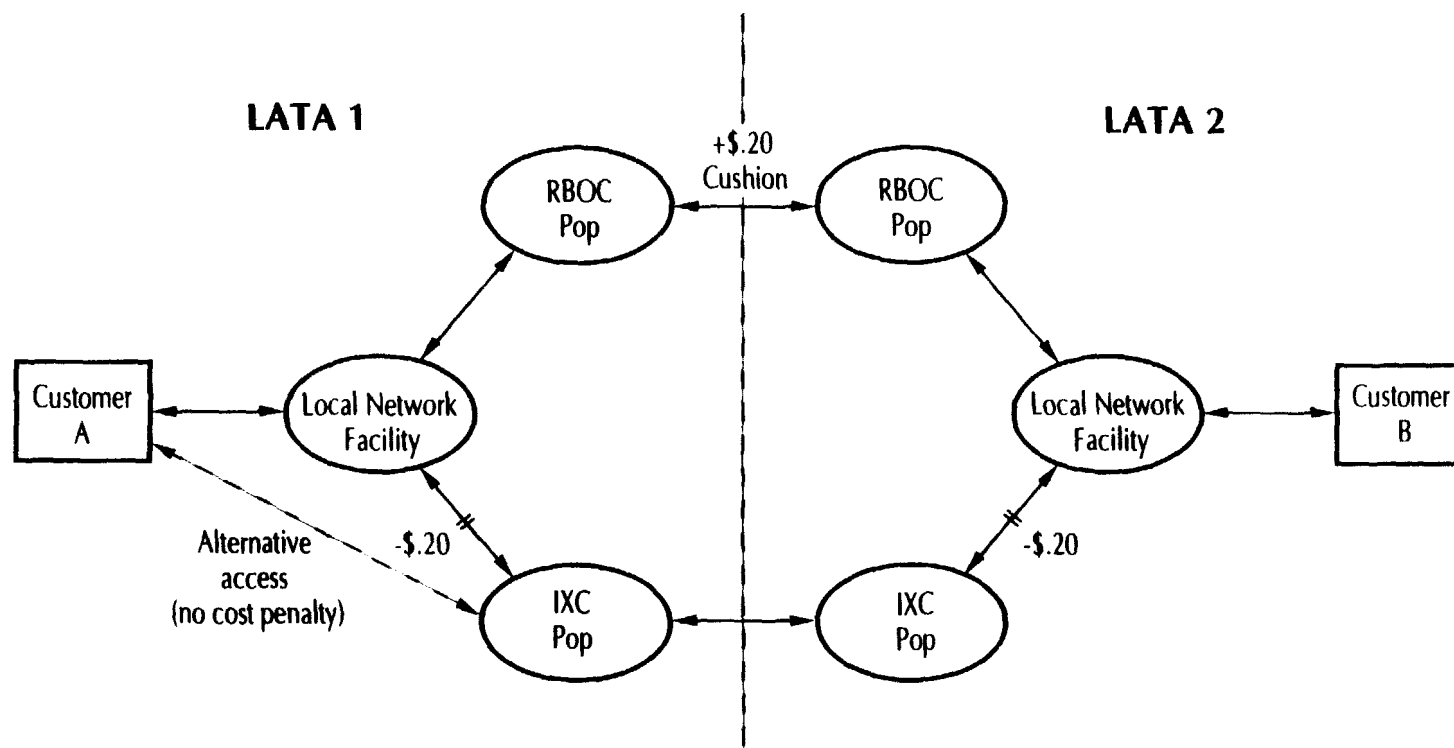 LATA 1
LATA 2
+$.20
Cushion
RBOC
Pop
RBOC
Pop
Customer
A
Local Network
Facility
Local Network
Facility
Customer
B
Alternative
access
(no cost penalty)
-$.20
-$.20
IXC
Pop
IXC
Pop